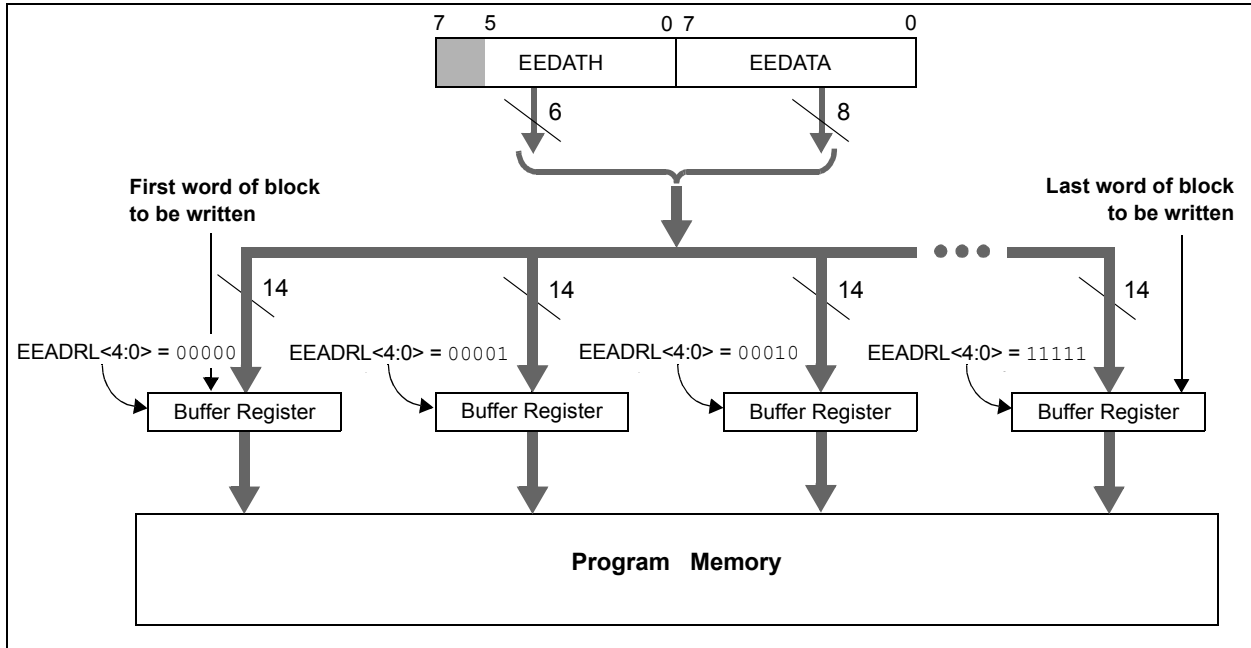 7 5 0 7 0
EEDATH EEDATA
6 8
First word of block
to be written
Last word of block
to be written
14 14 14 14
EEADRL<4:0> = 00000 EEADRL<4:0> = 00001 EEADRL<4:0> = 00010 EEADRL<4:0> = 11111
Buffer Register Buffer Register Buffer Register Buffer Register
Program Memory